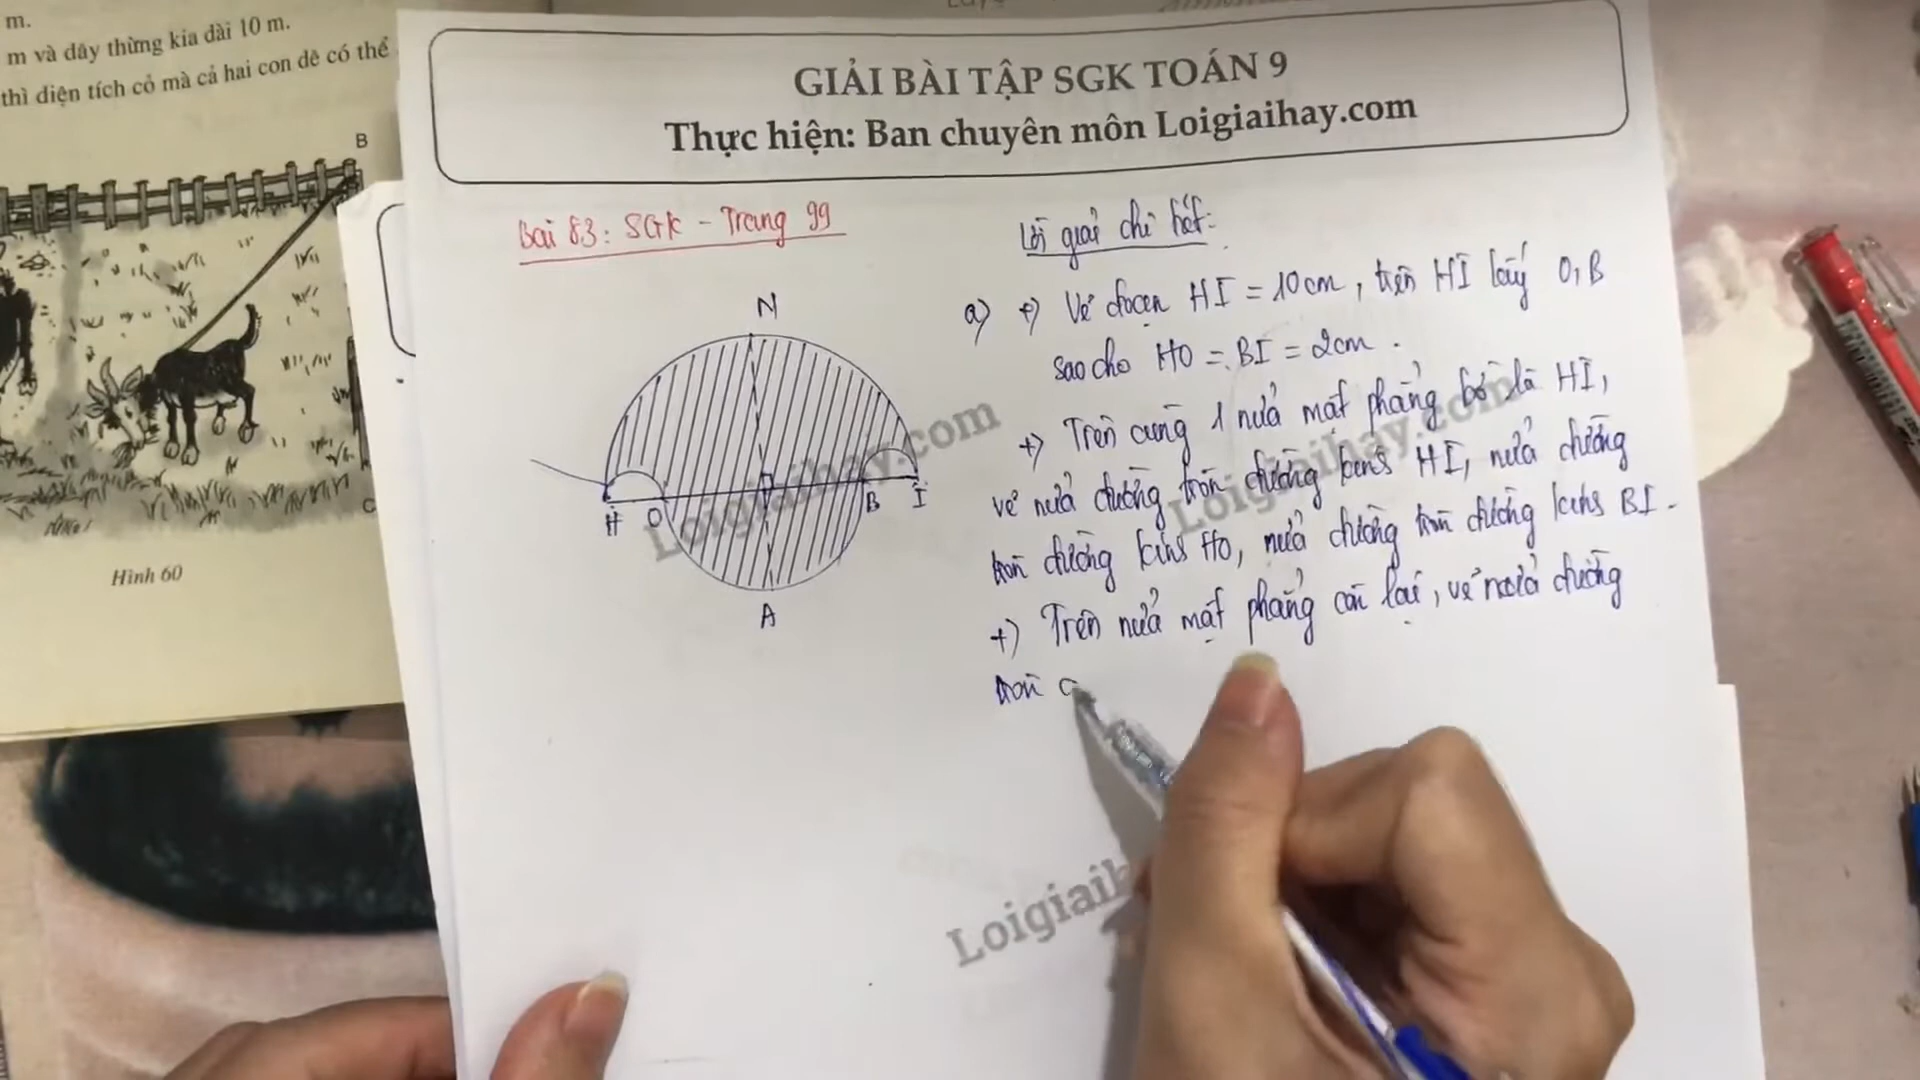 m.
m và dây thừng kia dài 10 m.
thì diện tích cỏ mà cả hai con dê có thể
B
C
Hình 60
GIẢI BÀI TẬP SGK TOÁN 9
Thực hiện: Ban chuyên môn Loigiaihay.com
Bài 83: SGK - Trang 99
N
H O B I
A
Lời giải chi tiết:
a) +) Vẽ đoạn HI = 10cm, trên HI lấy O, B
sao cho HO = BI = 2cm.
+) Trên cùng 1 nửa mặt phẳng bờ là HI,
vẽ nửa đường tròn đường kính HI, nửa đường
tròn đường kính HO, nửa đường tròn đường kính BI.
+) Trên nửa mặt phẳng còn lại, vẽ nửa đường
tròn
Loigiaihay.com
Loigiaihay.com
Loigiaih